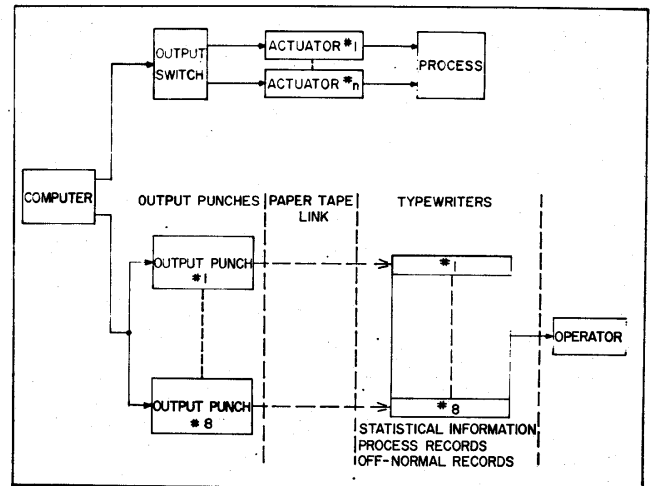 OUTPUT
SWITCH
ACTUATOR #1
ACTUATOR #n
PROCESS
COMPUTER
OUTPUT PUNCHES
PAPER TAPE
LINK
TYPEWRITERS
OUTPUT PUNCH
#1
#1
OPERATOR
OUTPUT PUNCH
#8
#8
STATISTICAL INFORMATION
PROCESS RECORDS
OFF-NORMAL RECORDS